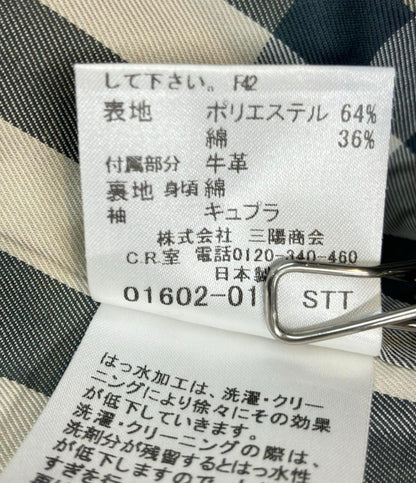 して下さい。 F42
表地 ポリエステル 64%
綿 36%
付属部分 牛革
裏地 身頃 綿
袖 キュプラ
株式会社 三陽商会
C.R.室 電話0120-340-460
日本製
01602-01 STT
はっ水加工は、洗濯・クリー
ニングにより徐々にその効果
が低下していきます。
洗濯・クリーニングの際は、
洗剤分が残留するとはっ水性
が低下しますので
すすぎを行